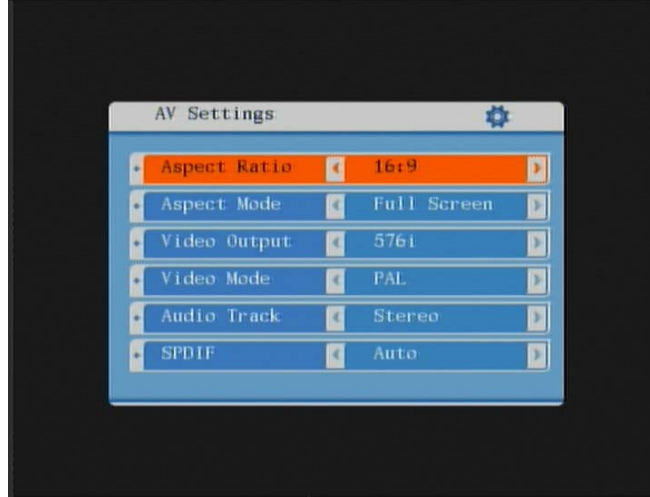 AV Settings
Aspect Ratio 16:9
Aspect Mode Full Screen
Video Output 576i
Video Mode PAL
Audio Track Stereo
SPDIF Auto